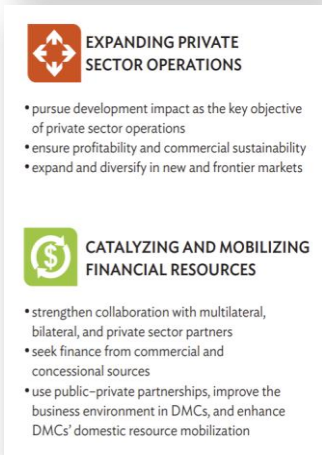 EXPANDING PRIVATE
SECTOR OPERATIONS
• pursue development impact as the key objective
of private sector operations
• ensure profitability and commercial sustainability
• expand and diversify in new and frontier markets
$
CATALYZING AND MOBILIZING
FINANCIAL RESOURCES
• strengthen collaboration with multilateral,
bilateral, and private sector partners
• seek finance from commercial and
concessional sources
• use public–private partnerships, improve the
business environment in DMCs, and enhance
DMCs’ domestic resource mobilization